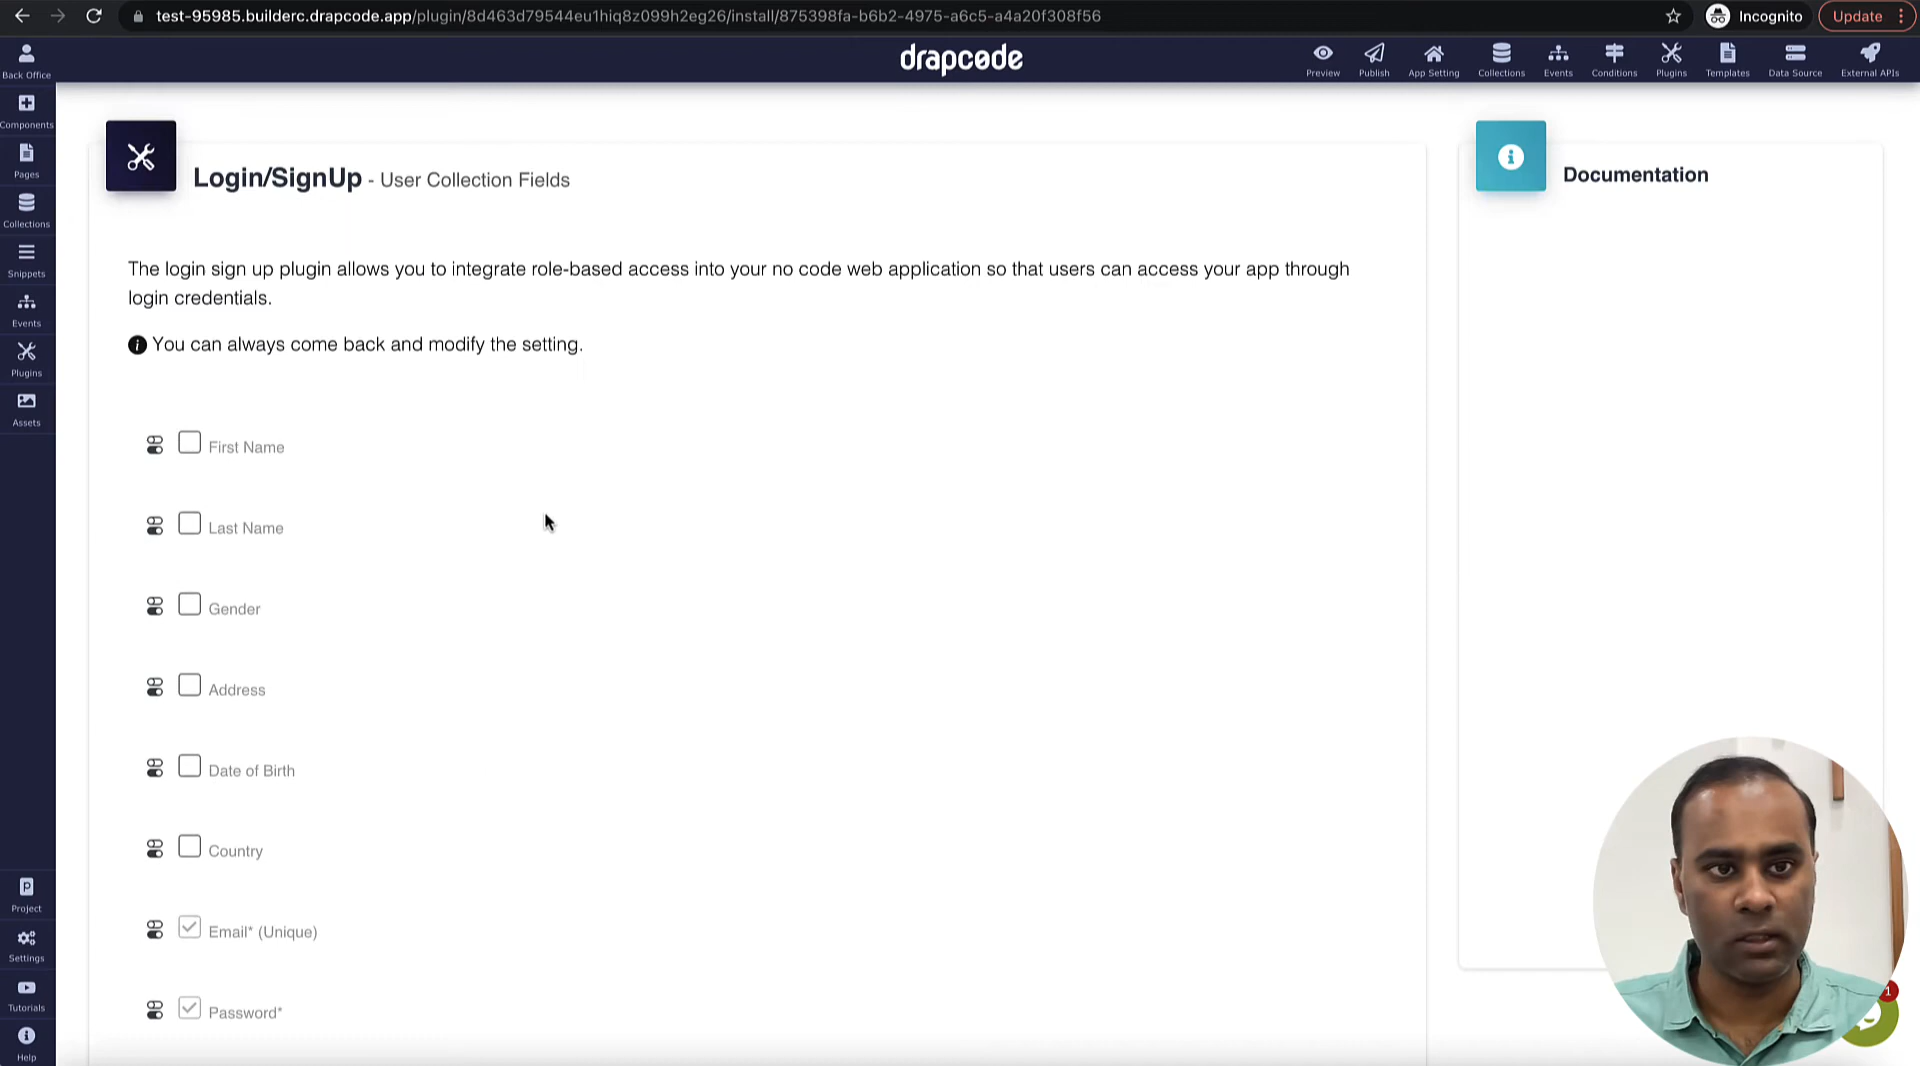 test-95985.builderc.drapcode.app/plugin/8d463d79544eu1hiq8z099h2eg26/install/875398fa-b6b2-4975-a6c5-a4a20f308f56
Incognito
Update
Back Office
drapcode
Preview
Publish
App Setting
Collections
Events
Conditions
Plugins
Templates
Data Source
External APIs
Components
Pages
Collections
Snippets
Events
Plugins
Assets
Project
Settings
Tutorials
Help
Login/SignUp - User Collection Fields
The login sign up plugin allows you to integrate role-based access into your no code web application so that users can access your app through
login credentials.
You can always come back and modify the setting.
First Name
Last Name
Gender
Address
Date of Birth
Country
Email* (Unique)
Password*
Documentation
1